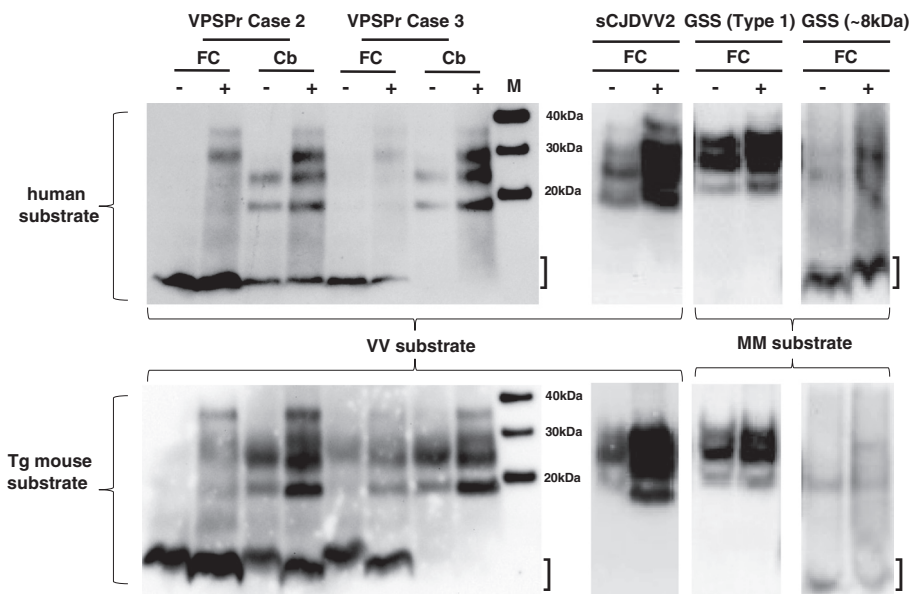 VPSPr Case 2 VPSPr Case 3 sCJDVV2 GSS (Type 1) GSS (~8kDa)
FC Cb FC Cb FC FC FC
- + - + - + - + M - + - + - +
40kDa
30kDa
20kDa
human
substrate
]
]
VV substrate MM substrate
40kDa
30kDa
20kDa
Tg mouse
substrate
]
]